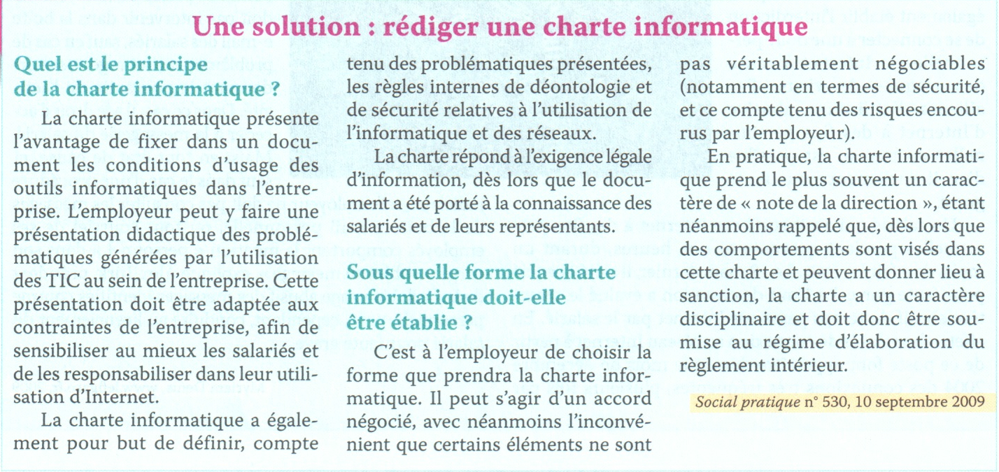 Une solution : rédiger une charte informatique
Quel est le principe
de la charte informatique ?
La charte informatique présente
l'avantage de fixer dans un docu-
ment les conditions d'usage des
outils informatiques dans l'entre-
prise. L'employeur peut y faire une
présentation didactique des problé-
matiques générées par l'utilisation
des TIC au sein de l'entreprise. Cette
présentation doit être adaptée aux
contraintes de l'entreprise, afin de
sensibiliser au mieux les salariés et
de les responsabiliser dans leur utili-
sation d'Internet.
La charte informatique a égale-
ment pour but de définir, compte
tenu des problématiques présentées,
les règles internes de déontologie et
de sécurité relatives à l'utilisation de
l'informatique et des réseaux.
La charte répond à l'exigence légale
d'information, dès lors que le docu-
ment a été porté à la connaissance des
salariés et de leurs représentants.
Sous quelle forme la charte
informatique doit-elle
être établie ?
C'est à l'employeur de choisir la
forme que prendra la charte infor-
matique. Il peut s'agir d'un accord
négocié, avec néanmoins l'inconvé-
nient que certains éléments ne sont
pas véritablement négociables
(notamment en termes de sécurité,
et ce compte tenu des risques encou-
rus par l'employeur).
En pratique, la charte informati-
que prend le plus souvent un carac-
tère de « note de la direction », étant
néanmoins rappelé que, dès lors que
des comportements sont visés dans
cette charte et peuvent donner lieu à
sanction, la charte a un caractère
disciplinaire et doit donc être sou-
mise au régime d'élaboration du
règlement intérieur.
Social pratique n° 530, 10 septembre 2009